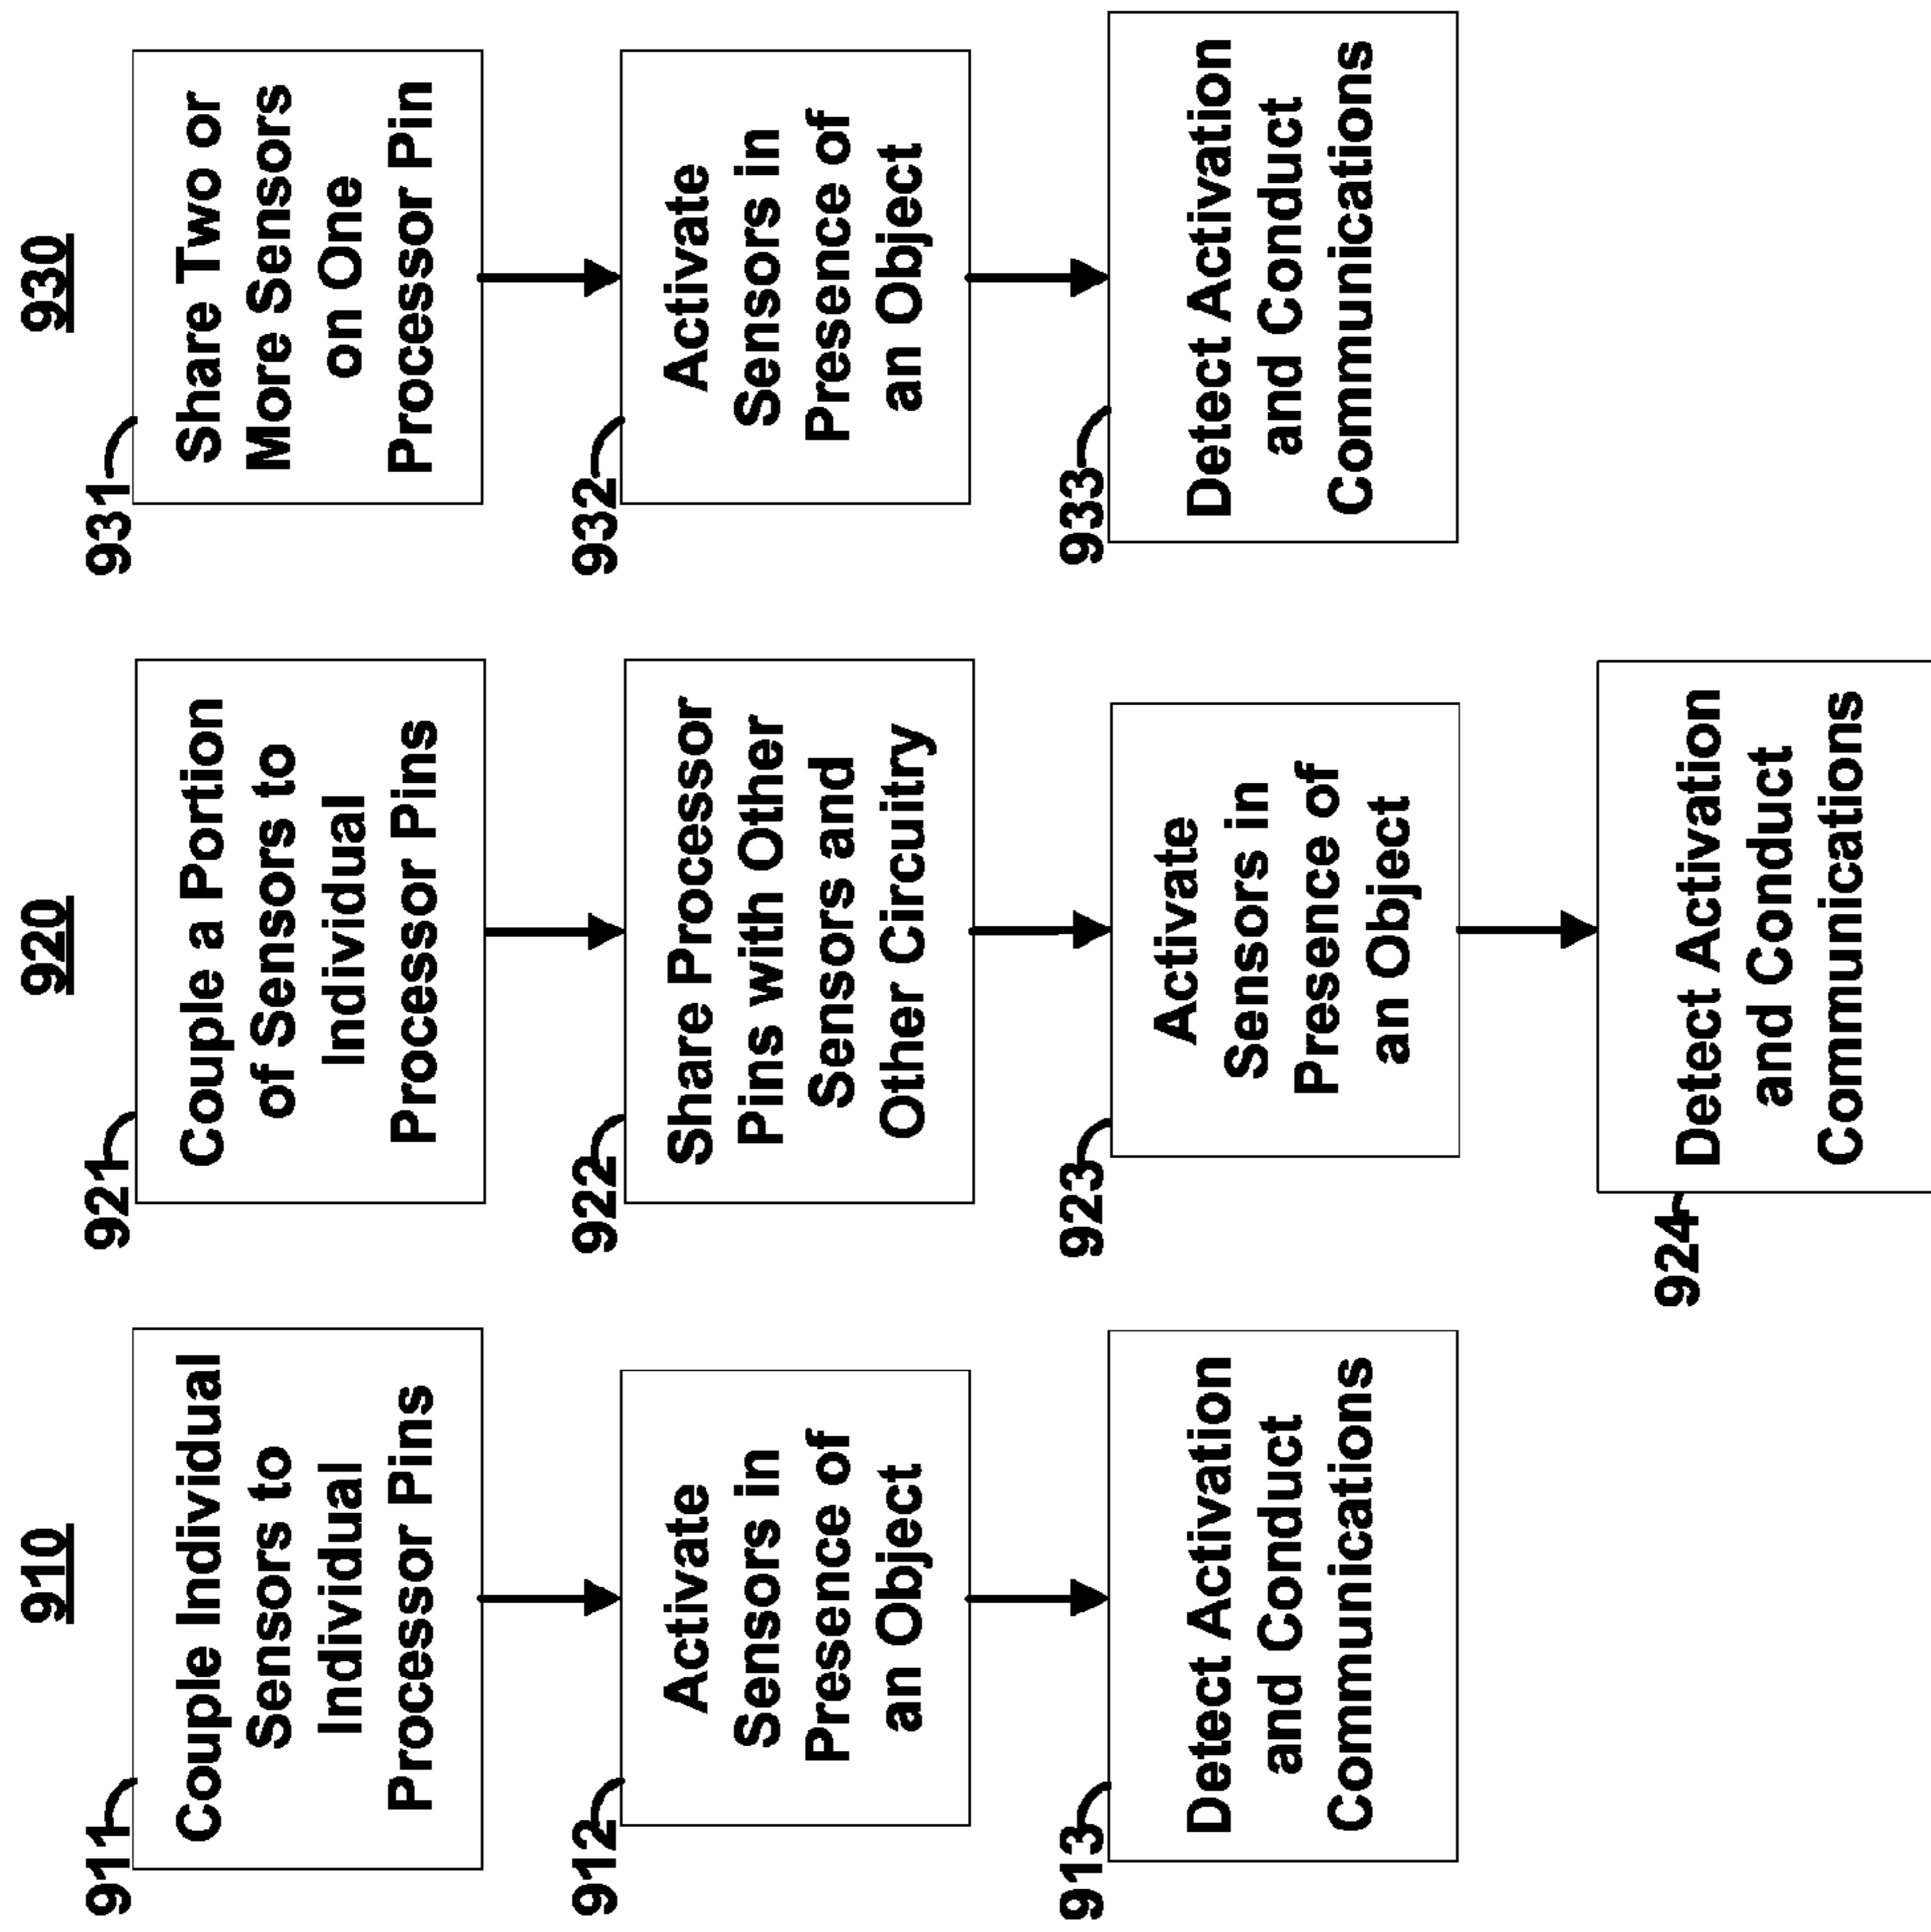 910
911
Couple Individual
Sensors to
Individual
Processor Pins
912
Activate
Sensors in
Presence of
an Object
913
Detect Activation
and Conduct
Communications
920
921
Couple a Portion
of Sensors to
Individual
Processor Pins
922
Share Processor
Pins with Other
Sensors and
Other Circuitry
923
Activate
Sensors in
Presence of
an Object
924
Detect Activation
and Conduct
Communications
930
931
Share Two or
More Sensors
on One
Processor Pin
932
Activate
Sensors in
Presence of
an Object
933
Detect Activation
and Conduct
Communications